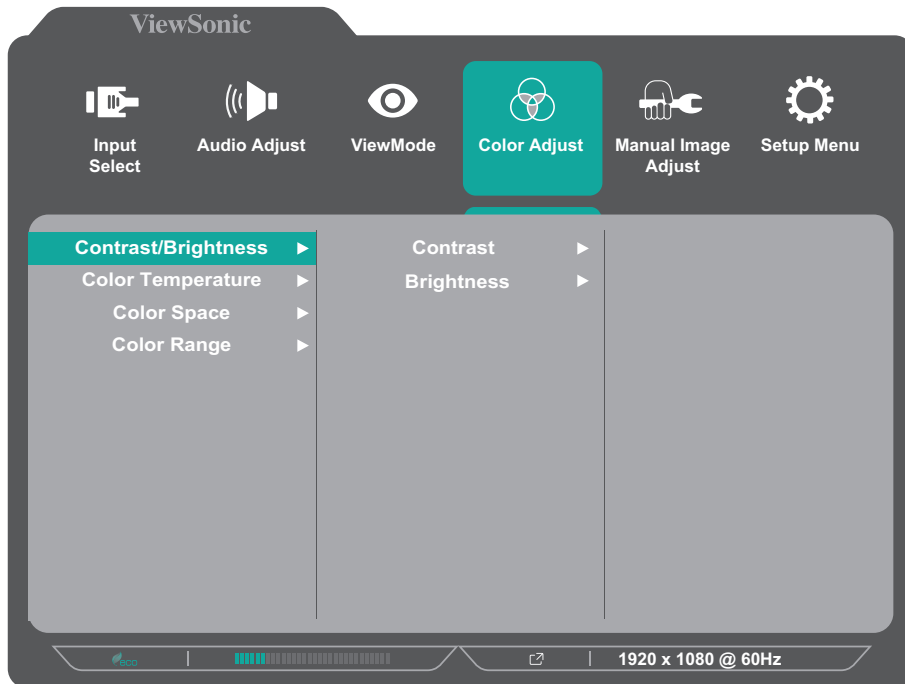 ViewSonic
Input Select
Audio Adjust
ViewMode
Color Adjust
Manual Image Adjust
Setup Menu
Contrast/Brightness
Color Temperature
Color Space
Color Range
Contrast
Brightness
eco
1920 x 1080 @ 60Hz